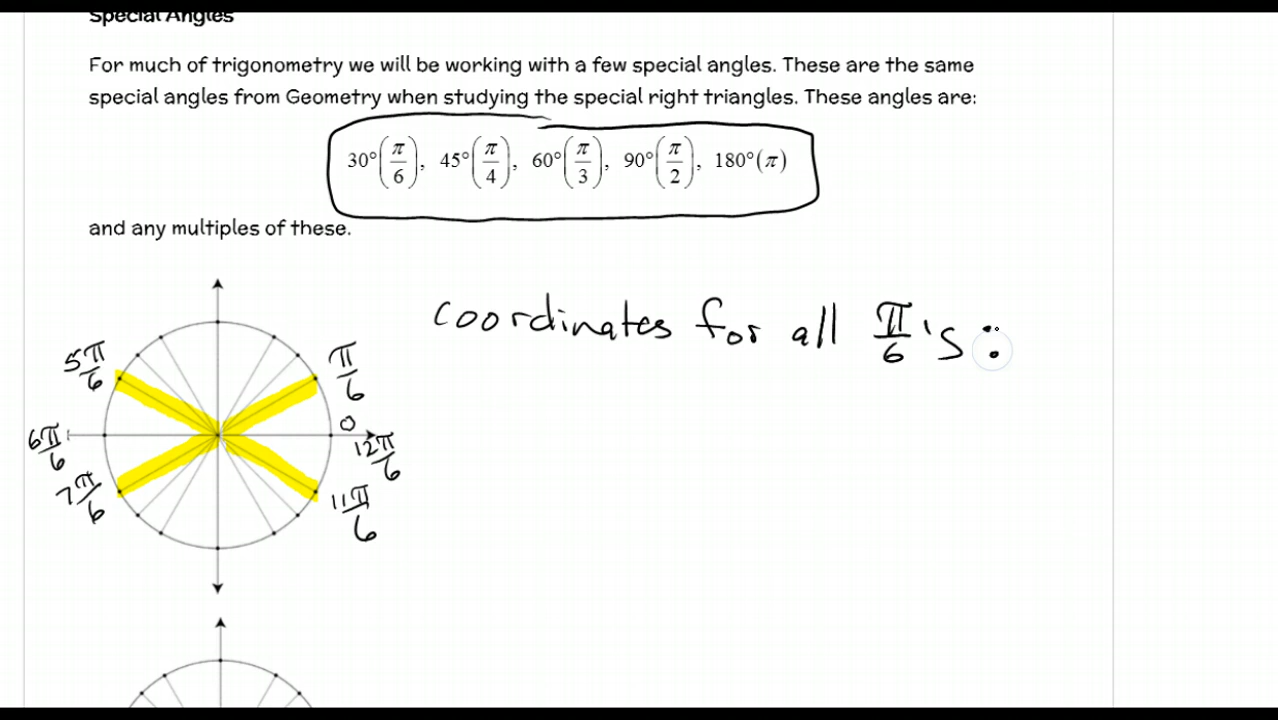 Special Angles
For much of trigonometry we will be working with a few special angles. These are the same
special angles from Geometry when studying the special right triangles. These angles are:
30°(π/6), 45°(π/4), 60°(π/3), 90°(π/2), 180°(π)
and any multiples of these.
coordinates for all π/6's :
5π/6
π/6
0
6π/6
12π/6
7π/6
11π/6